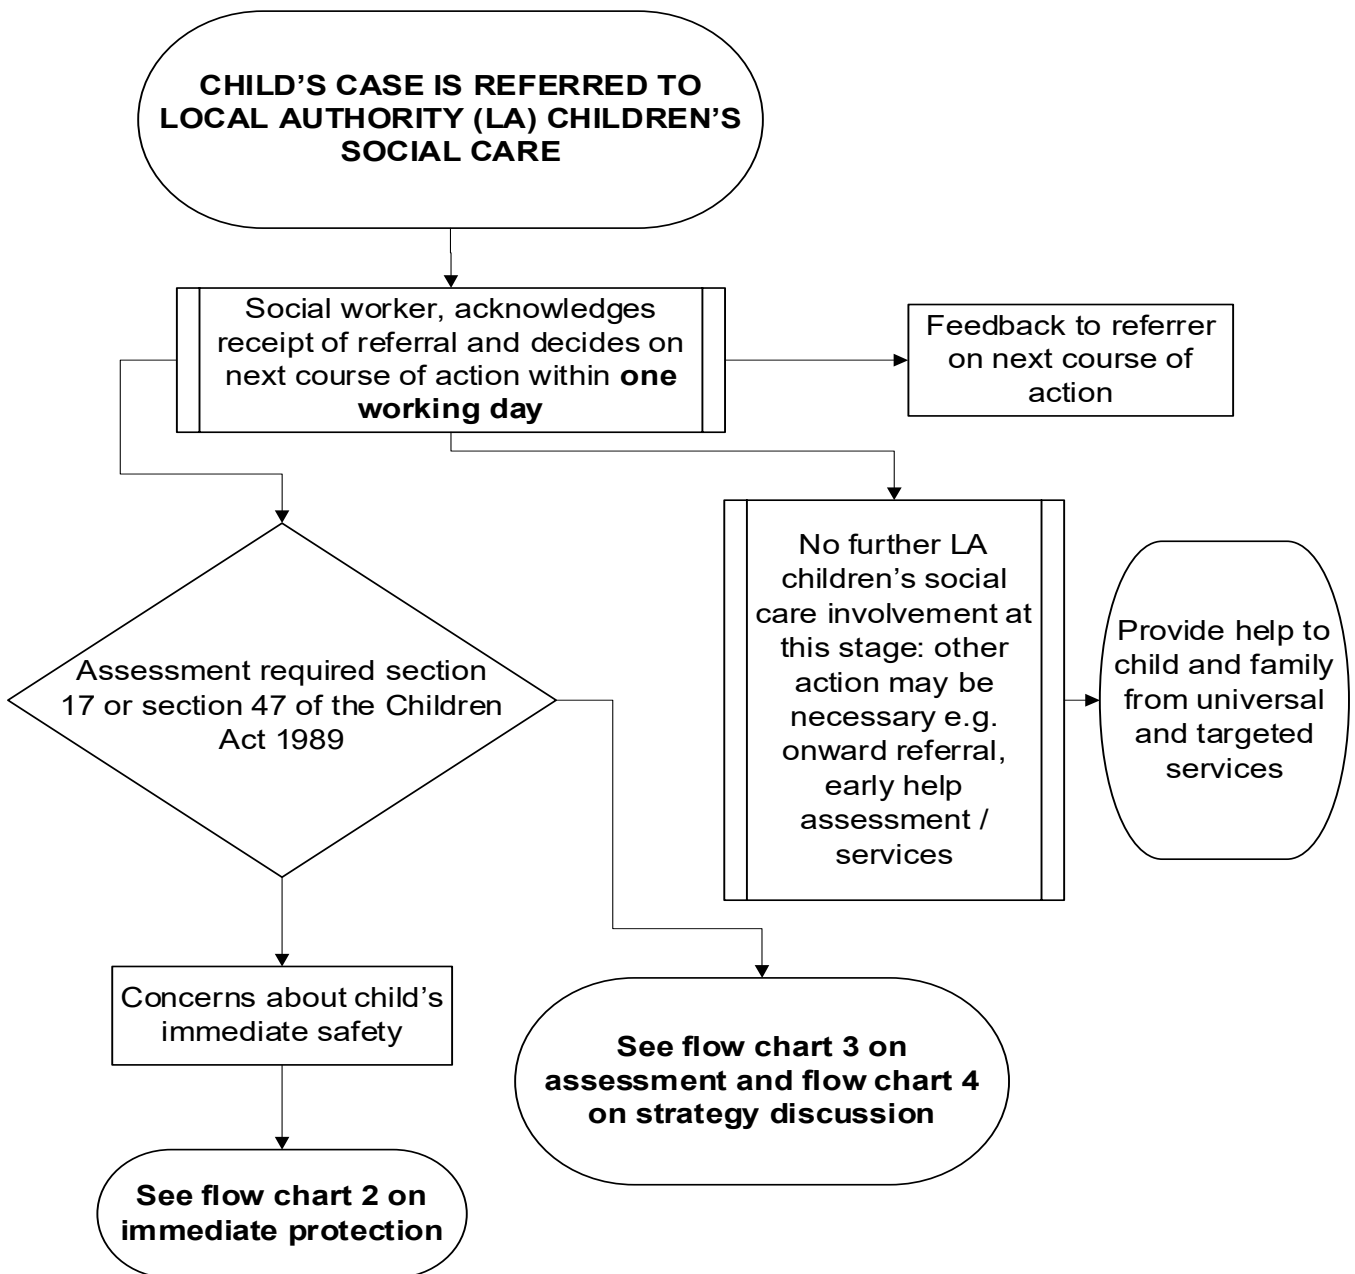 CHILD’S CASE IS REFERRED TO
LOCAL AUTHORITY (LA) CHILDREN’S
SOCIAL CARE
Social worker, acknowledges
receipt of referral and decides on
next course of action within one
working day
Feedback to referrer
on next course of
action
No further LA
children’s social
care involvement at
this stage: other
action may be
necessary e.g.
onward referral,
early help
assessment /
services
Provide help to
child and family
from universal
and targeted
services
Assessment required section
17 or section 47 of the Children
Act 1989
Concerns about child’s
immediate safety
See flow chart 3 on
assessment and flow chart 4
on strategy discussion
See flow chart 2 on
immediate protection